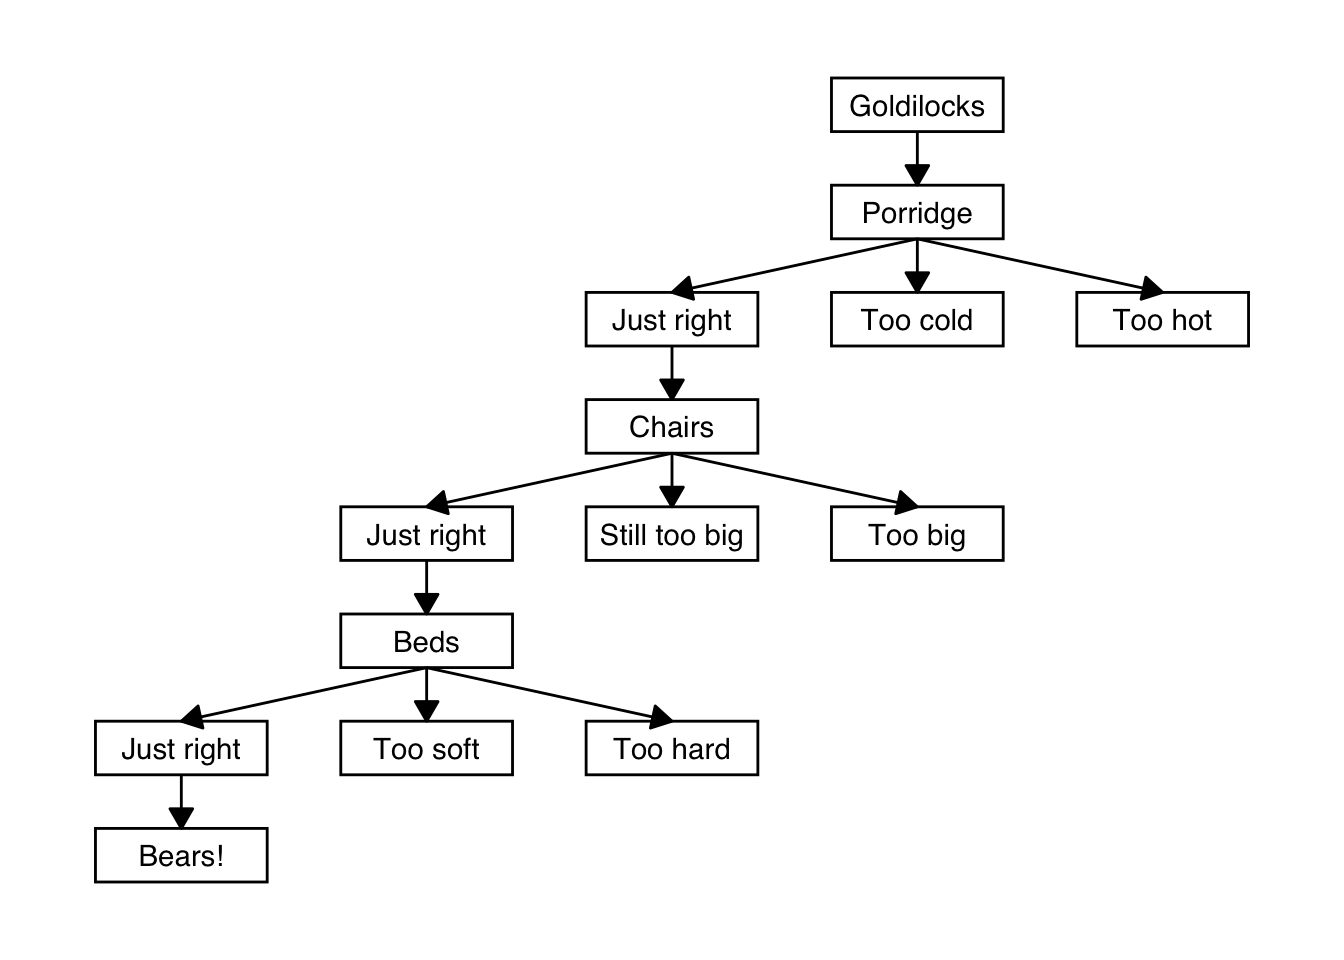 Goldilocks
Porridge
Just right
Too cold
Too hot
Chairs
Just right
Still too big
Too big
Beds
Just right
Too soft
Too hard
Bears!